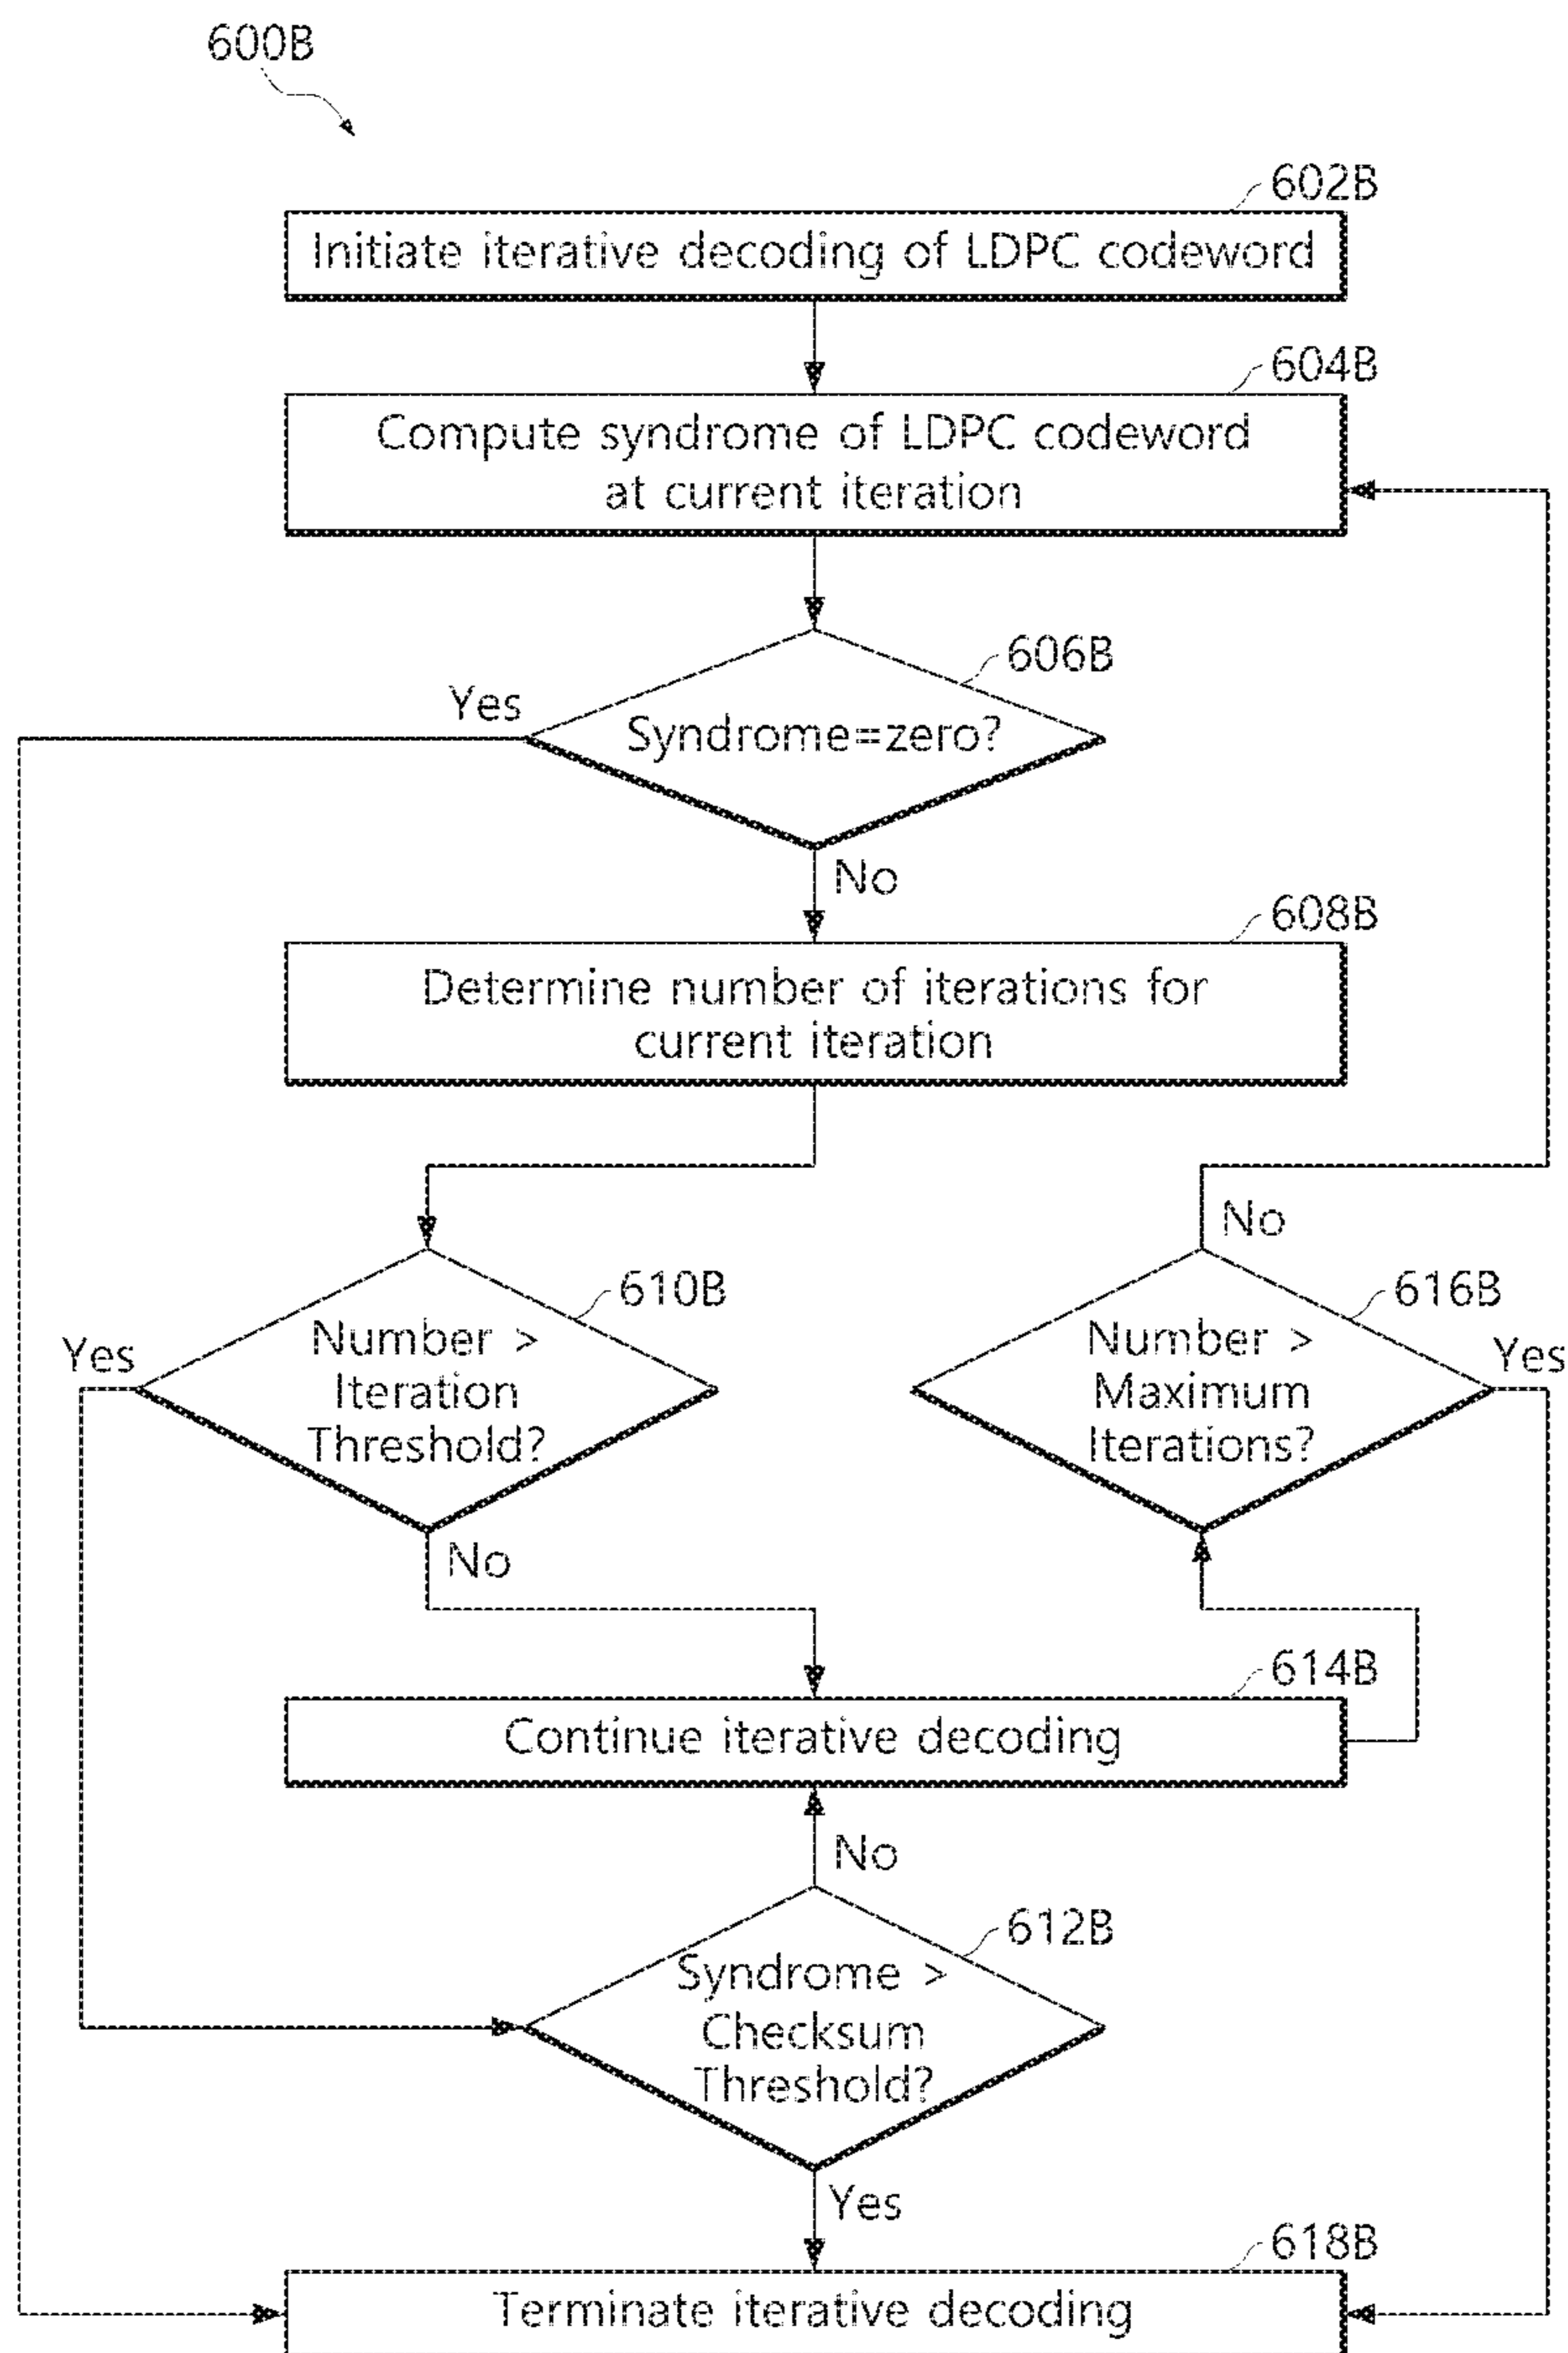 600B
602B
Initiate iterative decoding of LDPC codeword
604B
Compute syndrome of LDPC codeword
at current iteration
606B
Yes
Syndrome=zero?
No
608B
Determine number of iterations for
current iteration
No
610B
616B
Yes
Number >
Iteration
Threshold?
Number >
Maximum
Iterations?
Yes
No
614B
Continue iterative decoding
No
612B
Syndrome >
Checksum
Threshold?
Yes
618B
Terminate iterative decoding